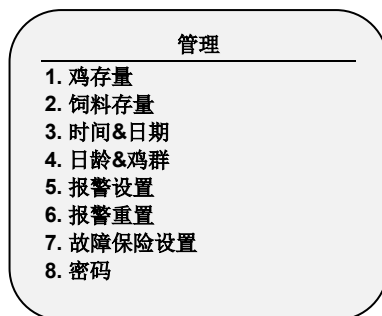 管理
1. 鸡存量
2. 饲料存量
3. 时间&日期
4. 日龄&鸡群
5. 报警设置
6. 报警重置
7. 故障保险设置
8. 密码